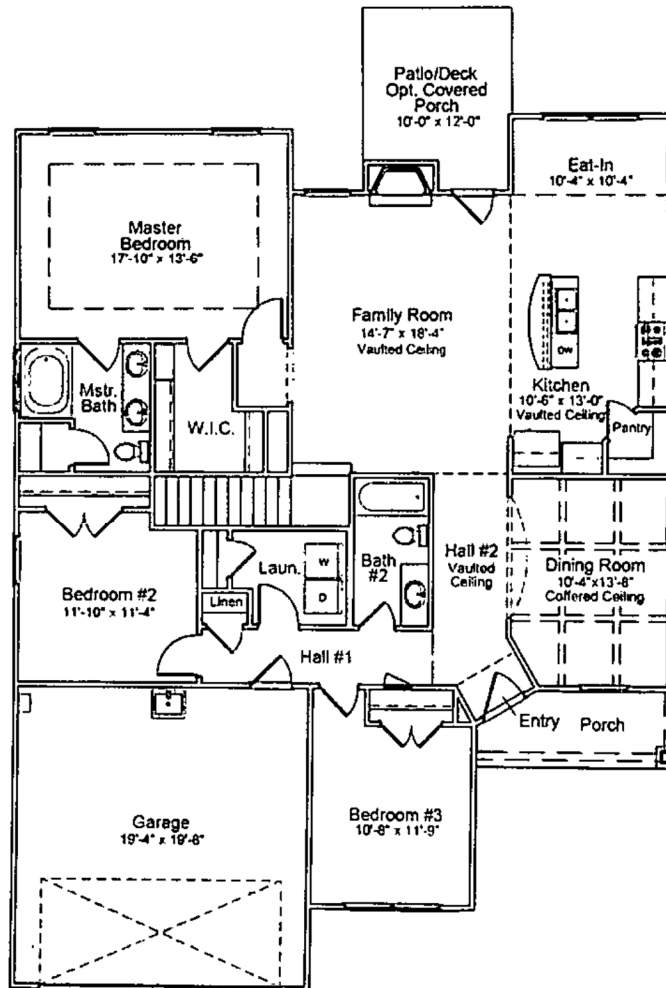 Patio/Deck
Opt. Covered
Porch
10'-0" x 12'-0"
Eat-In
10'-4" x 10'-4"
Master
Bedroom
17'-10" x 13'-6"
Family Room
14'-7" x 18'-4"
Vaulted Ceiling
DW
Kitchen
10'-6" x 13'-0"
Vaulted Ceiling
Pantry
Mstr.
Bath
W.I.C.
Bedroom #2
11'-10" x 11'-4"
Linen
Laun.
W
D
Bath
#2
Hall #2
Vaulted
Ceiling
Dining Room
10'-4"x13'-8"
Coffered Ceiling
Hall #1
Entry
Porch
Garage
19'-4" x 19'-8"
Bedroom #3
10'-8" x 11'-9"